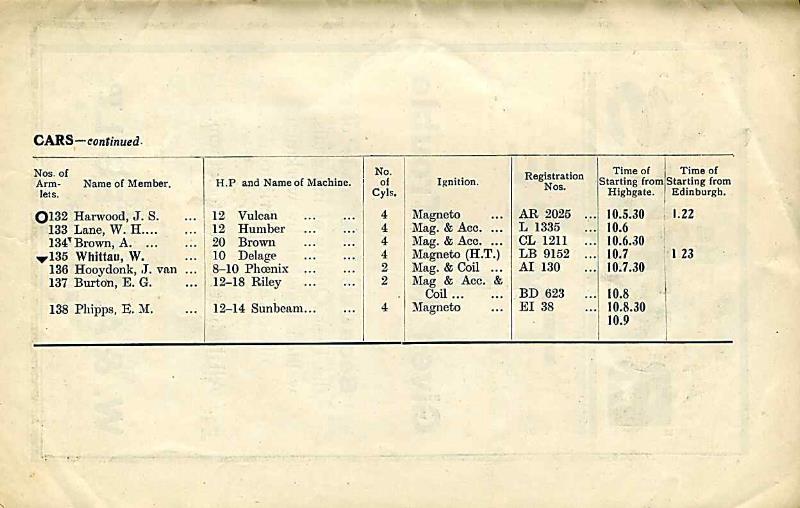 CARS—continued.
Nos. of Arm-lets. Name of Member. H.P and Name of Machine. No. of Cyls. Ignition. Registration Nos. Time of Starting from Highgate. Time of Starting from Edinburgh.
132 Harwood, J. S. ... 12 Vulcan ... ... 4 Magneto ... AR 2025 ... 10.5.30 1.22
133 Lane, W. H.... ... 12 Humber ... ... 4 Mag. & Acc. ... L 1335 ... 10.6
134 Brown, A. ... ... 20 Brown ... ... 4 Mag. & Acc. ... CL 1211 ... 10.6.30
135 Whittau, W. ... 10 Delage ... ... 4 Magneto (H.T.) LB 9152 ... 10.7 1 23
136 Hooydonk, J. van ... 8–10 Phœnix ... ... 2 Mag. & Coil ... AI 130 ... 10.7.30
137 Burton, E. G. ... 12–18 Riley ... ... 2 Mag & Acc. &
Coil ... ... BD 623 ... 10.8
138 Phipps, E. M. ... 12–14 Sunbeam... ... 4 Magneto ... EI 38 ... 10.8.30
10.9